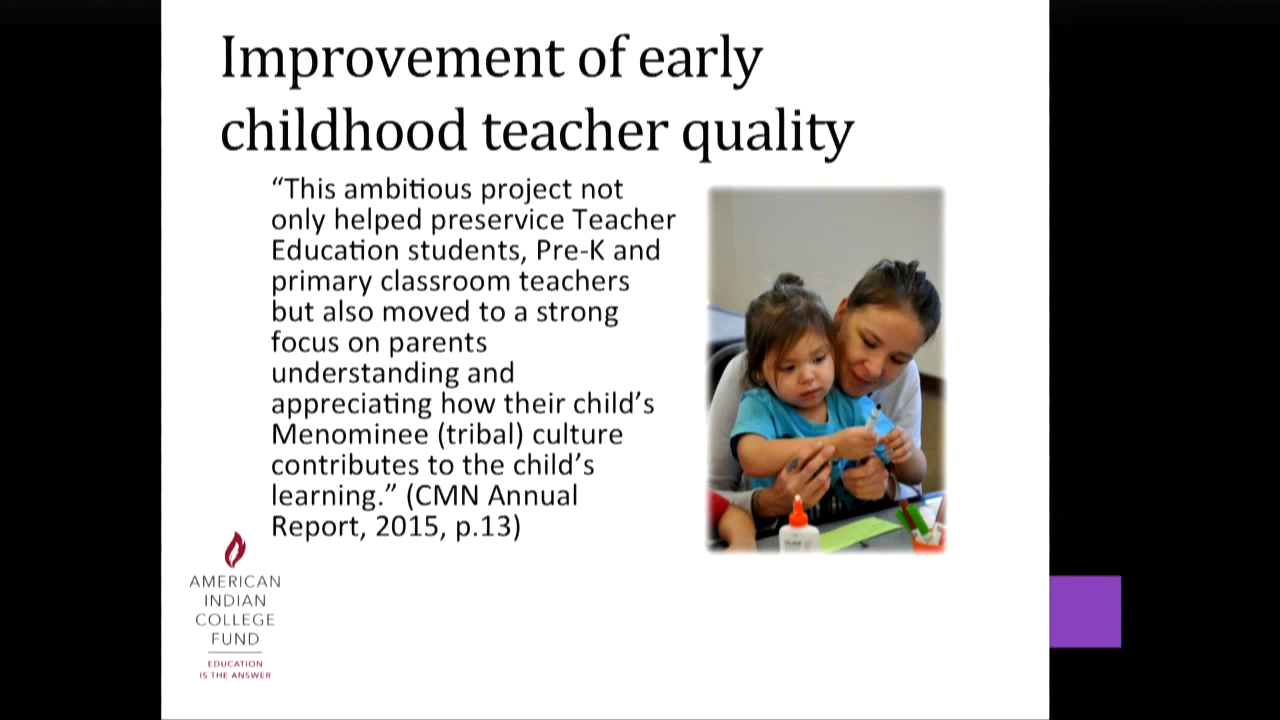 Improvement of early
childhood teacher quality
“This ambitious project not
only helped preservice Teacher
Education students, Pre-K and
primary classroom teachers
but also moved to a strong
focus on parents
understanding and
appreciating how their child’s
Menominee (tribal) culture
contributes to the child’s
learning.” (CMN Annual
Report, 2015, p.13)
AMERICAN
INDIAN
COLLEGE
FUND
EDUCATION
IS THE ANSWER